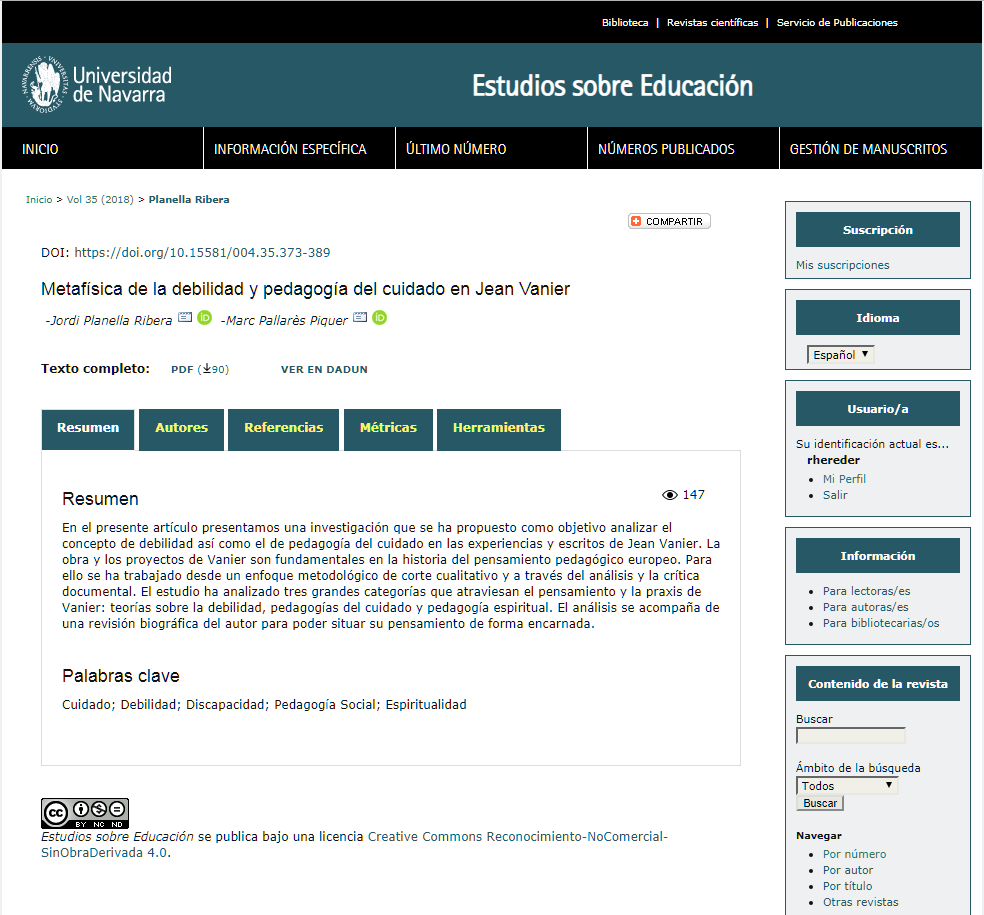 Biblioteca | Revistas científicas | Servicio de Publicaciones
Universidad
de Navarra
Estudios sobre Educación
INICIO
INFORMACIÓN ESPECÍFICA
ÚLTIMO NÚMERO
NÚMEROS PUBLICADOS
GESTIÓN DE MANUSCRITOS
Inicio > Vol 35 (2018) > Planella Ribera
COMPARTIR
DOI: https://doi.org/10.15581/004.35.373-389
Metafísica de la debilidad y pedagogía del cuidado en Jean Vanier
-Jordi Planella Ribera iD -Marc Pallarès Piquer iD
Texto completo: PDF (90) VER EN DADUN
Resumen
Autores
Referencias
Métricas
Herramientas
Resumen
147
En el presente artículo presentamos una investigación que se ha propuesto como objetivo analizar el
concepto de debilidad así como el de pedagogía del cuidado en las experiencias y escritos de Jean Vanier. La
obra y los proyectos de Vanier son fundamentales en la historia del pensamiento pedagógico europeo. Para
ello se ha trabajado desde un enfoque metodológico de corte cualitativo y a través del análisis y la crítica
documental. El estudio ha analizado tres grandes categorías que atraviesan el pensamiento y la praxis de
Vanier: teorías sobre la debilidad, pedagogías del cuidado y pedagogía espiritual. El análisis se acompaña de
una revisión biográfica del autor para poder situar su pensamiento de forma encarnada.
Palabras clave
Cuidado; Debilidad; Discapacidad; Pedagogía Social; Espiritualidad
cc BY NC ND
Estudios sobre Educación se publica bajo una licencia Creative Commons Reconocimiento-NoComercial-
SinObraDerivada 4.0.
Suscripción
Mis suscripciones
Idioma
Español
Usuario/a
Su identificación actual es...
rhereder
Mi Perfil
Salir
Información
Para lectoras/es
Para autoras/es
Para bibliotecarias/os
Contenido de la revista
Buscar
Ámbito de la búsqueda
Todos
Buscar
Navegar
Por número
Por autor
Por título
Otras revistas